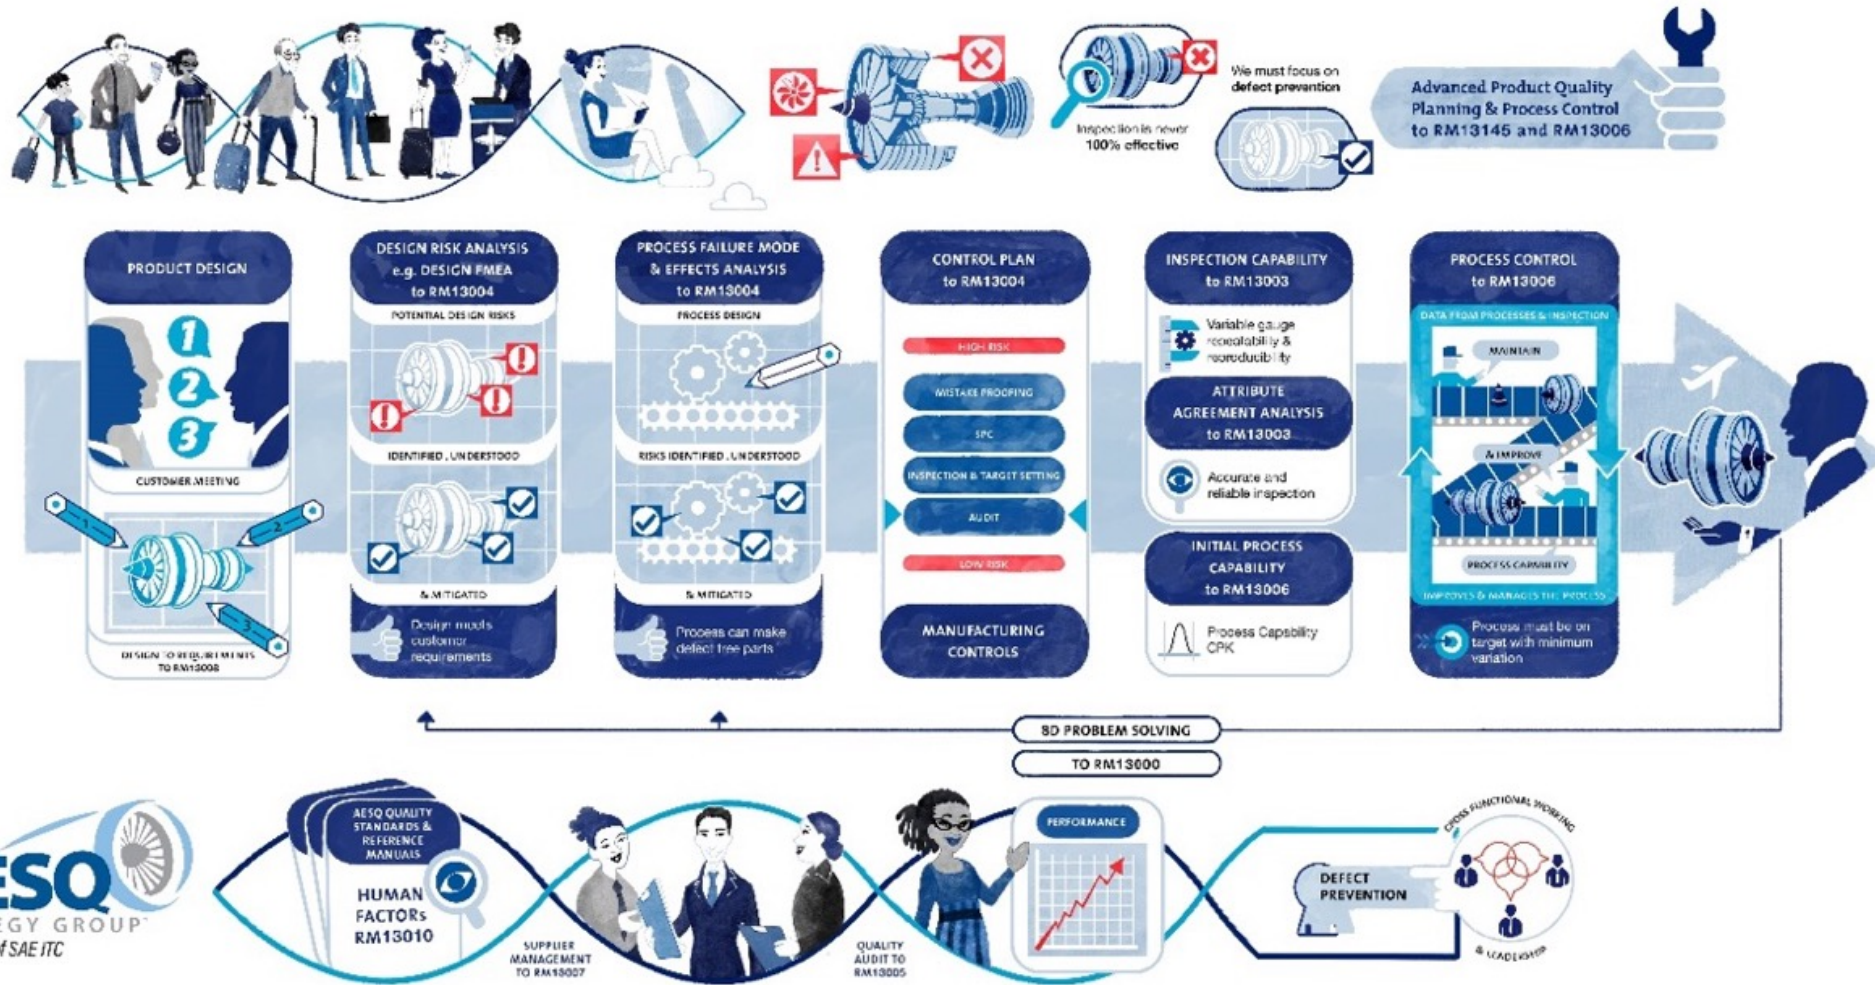 Inspection is never
100% effective
We must focus on
defect prevention
Advanced Product Quality
Planning & Process Control
to RM13145 and RM13006
PRODUCT DESIGN
1
2
3
CUSTOMER MEETING
1
2
3
DESIGN TO REQUIREMENTS
TO RM13008
DESIGN RISK ANALYSIS
e.g. DESIGN FMEA
to RM13004
POTENTIAL DESIGN RISKS
IDENTIFIED, UNDERSTOOD
& MITIGATED
Design meets
customer
requirements
PROCESS FAILURE MODE
& EFFECTS ANALYSIS
to RM13004
PROCESS DESIGN
RISKS IDENTIFIED, UNDERSTOOD
& MITIGATED
Process can make
defect free parts
CONTROL PLAN
to RM13004
HIGH RISK
MISTAKE PROOFING
SPC
INSPECTION & TARGET SETTING
AUDIT
LOW RISK
MANUFACTURING
CONTROLS
INSPECTION CAPABILITY
to RM13003
Variable gauge
repeatability &
reproducibility
ATTRIBUTE
AGREEMENT ANALYSIS
to RM13003
Accurate and
reliable inspection
INITIAL PROCESS
CAPABILITY
to RM13006
Process Capability
CPK
PROCESS CONTROL
to RM13006
DATA FROM PROCESSES & INSPECTION
MAINTAIN
& IMPROVE
PROCESS CAPABILITY
IMPROVES & MANAGES THE PROCESS
Process must be on
target with minimum
variation
8D PROBLEM SOLVING
TO RM13000
ESQ
EGY GROUP
of SAE ITC
AESQ QUALITY
STANDARDS &
REFERENCE
MANUALS
HUMAN
FACTORs
RM13010
SUPPLIER
MANAGEMENT
TO RM13007
QUALITY
AUDIT TO
RM13005
PERFORMANCE
DEFECT
PREVENTION
CROSS FUNCTIONAL WORKING
& LEADERSHIP